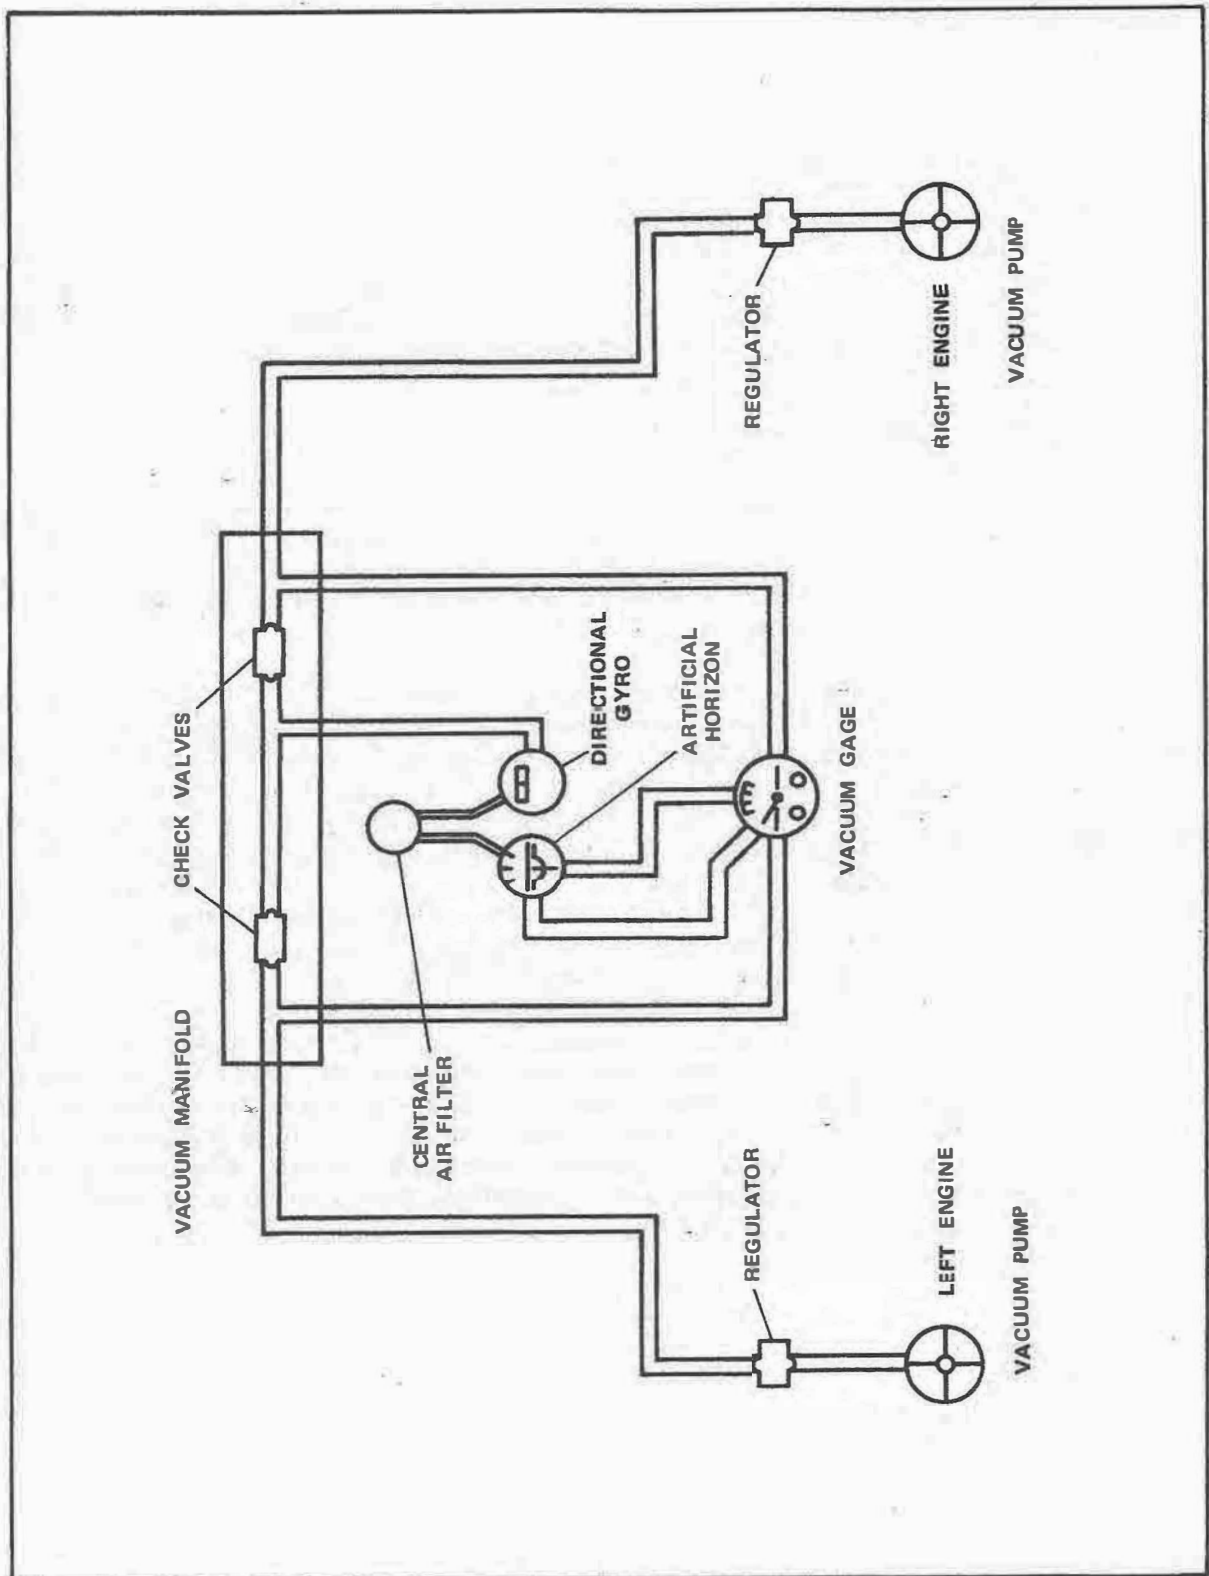 VACUUM MANIFOLD
CHECK VALVES
CENTRAL
AIR FILTER
DIRECTIONAL
GYRO
ARTIFICIAL
HORIZON
REGULATOR
REGULATOR
VACUUM GAGE
LEFT ENGINE
RIGHT ENGINE
VACUUM PUMP
VACUUM PUMP